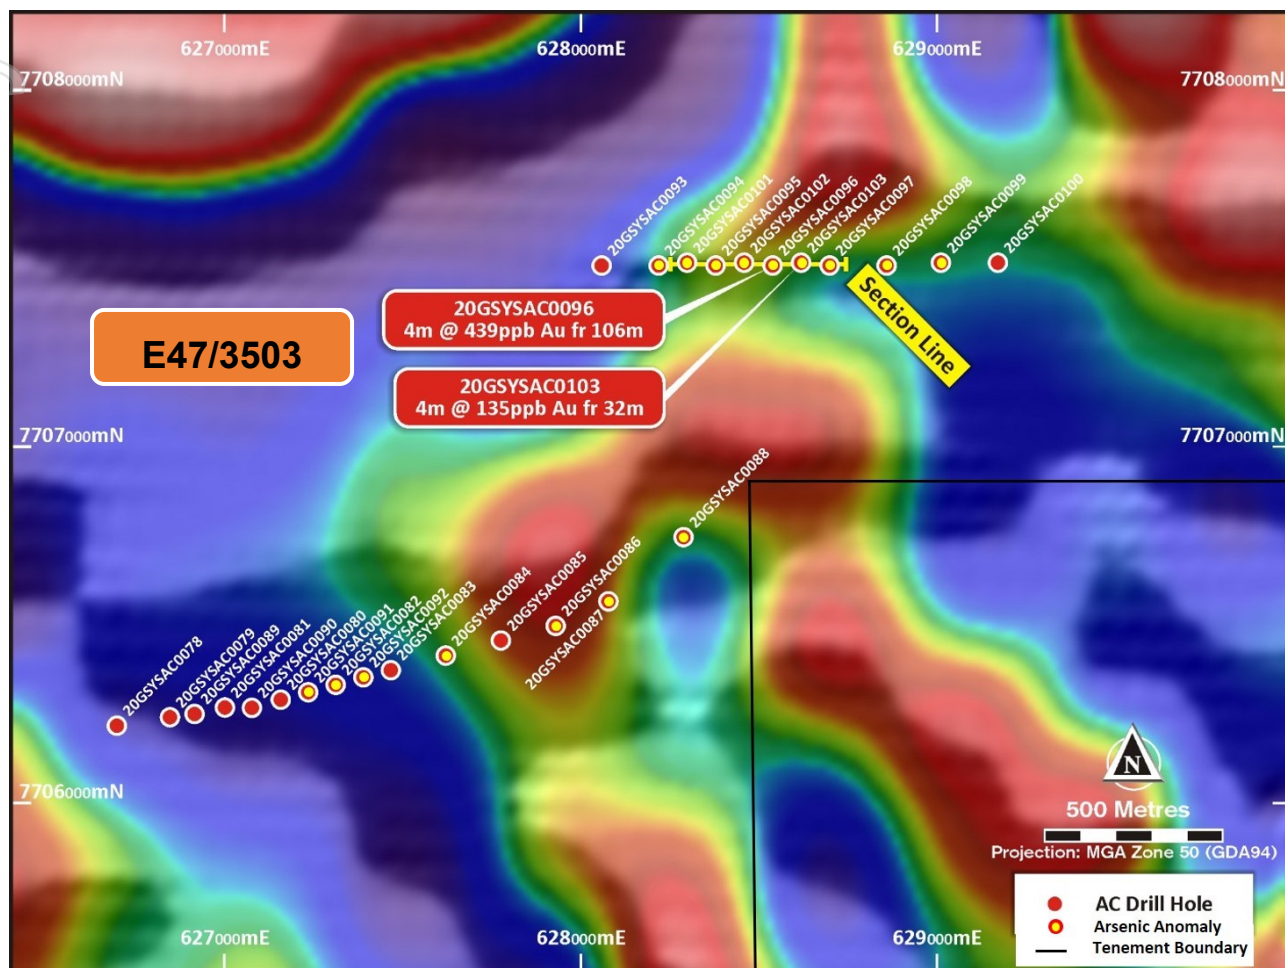 627000mE
628000mE
629000mE
7708000mN
7708000mN
20GSYSAC0093
20GSYSAC0094
20GSYSAC0101
20GSYSAC0095
20GSYSAC0102
20GSYSAC0096
20GSYSAC0103
20GSYSAC0097
20GSYSAC0098
20GSYSAC0099
20GSYSAC0100
20GSYSAC0096
4m @ 439ppb Au fr 106m
Section Line
E47/3503
20GSYSAC0103
4m @ 135ppb Au fr 32m
7707000mN
7707000mN
20GSYSAC0088
20GSYSAC0078
20GSYSAC0079
20GSYSAC0089
20GSYSAC0081
20GSYSAC0090
20GSYSAC0080
20GSYSAC0091
20GSYSAC0082
20GSYSAC0092
20GSYSAC0083
20GSYSAC0084
20GSYSAC0085
20GSYSAC0086
20GSYSAC0087
7706000mN
N
500 Metres
Projection: MGA Zone 50 (GDA94)
AC Drill Hole
Arsenic Anomaly
Tenement Boundary
627000mE
628000mE
629000mE